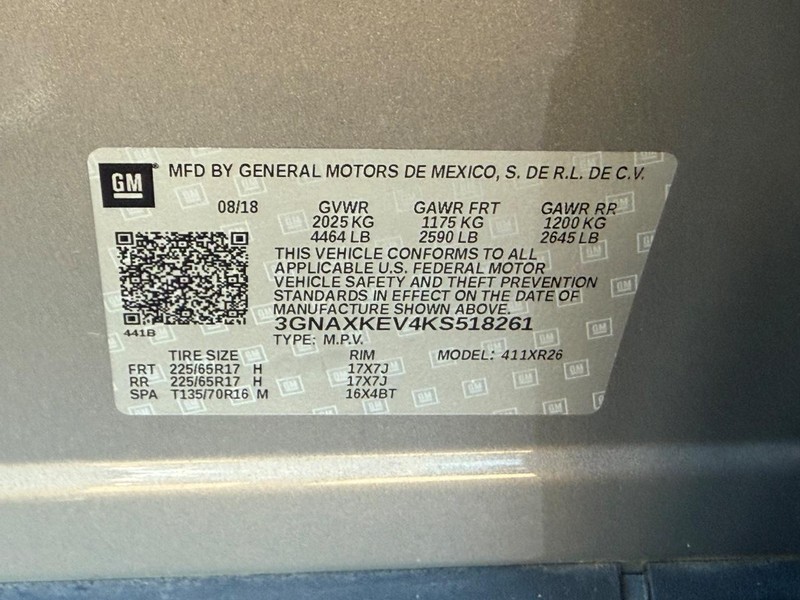 GM MFD BY GENERAL MOTORS DE MEXICO, S. DE R.L. DE C.V.
08/18 GVWR GAWR FRT GAWR RR
2025 KG 1175 KG 1200 KG
4464 LB 2590 LB 2645 LB
THIS VEHICLE CONFORMS TO ALL
APPLICABLE U.S. FEDERAL MOTOR
VEHICLE SAFETY AND THEFT PREVENTION
STANDARDS IN EFFECT ON THE DATE OF
MANUFACTURE SHOWN ABOVE.
3GNAXKEV4KS518261
441B
TYPE: M.P.V.
TIRE SIZE RIM MODEL: 411XR26
FRT 225/65R17 H 17X7J
RR 225/65R17 H 17X7J
SPA T135/70R16 M 16X4BT